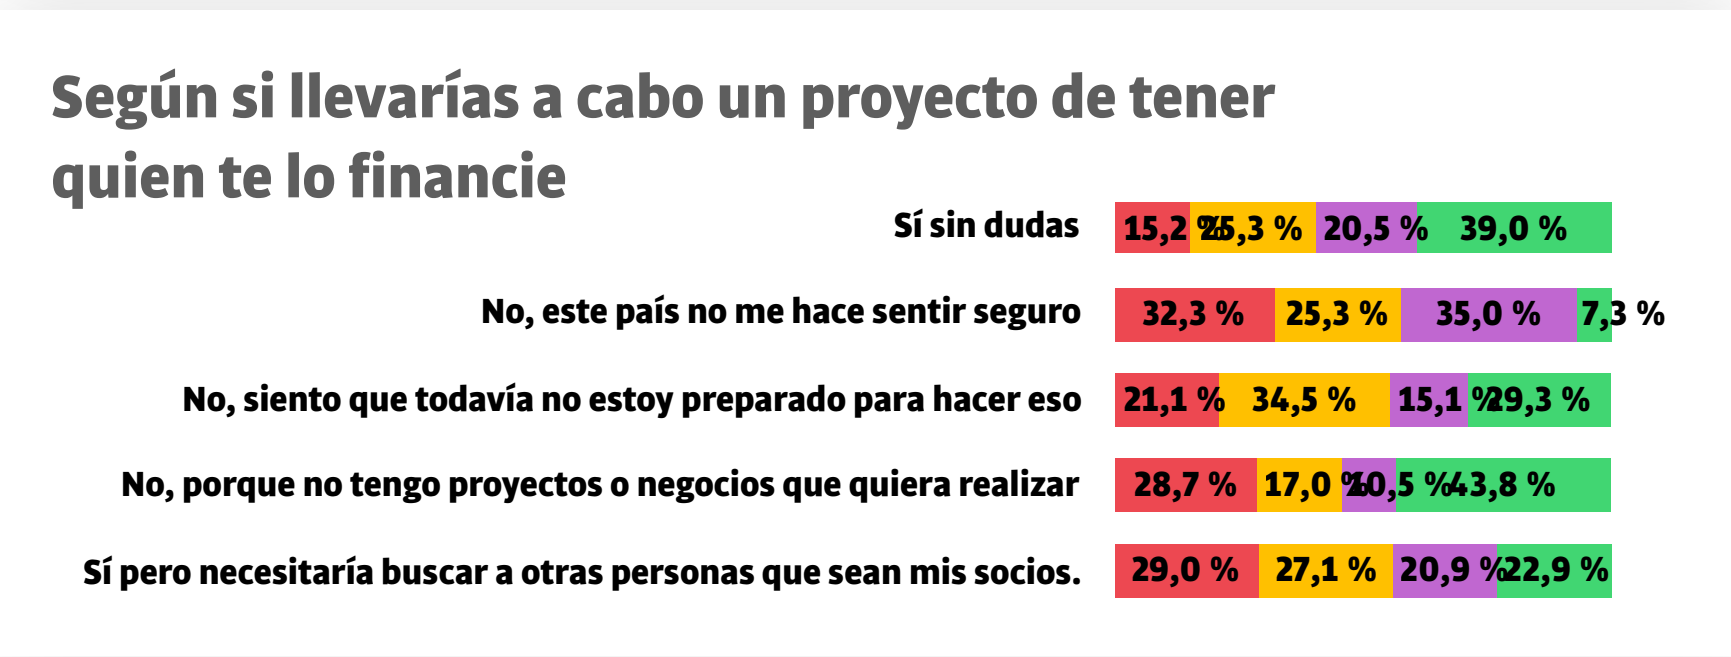 Según si llevarías a cabo un proyecto de tener
quien te lo financie
Sí sin dudas 15,2 % 25,3 % 20,5 % 39,0 %
No, este país no me hace sentir seguro 32,3 % 25,3 % 35,0 % 7,3 %
No, siento que todavía no estoy preparado para hacer eso 21,1 % 34,5 % 15,1 % 29,3 %
No, porque no tengo proyectos o negocios que quiera realizar 28,7 % 17,0 % 10,5 % 43,8 %
Sí pero necesitaría buscar a otras personas que sean mis socios. 29,0 % 27,1 % 20,9 % 22,9 %